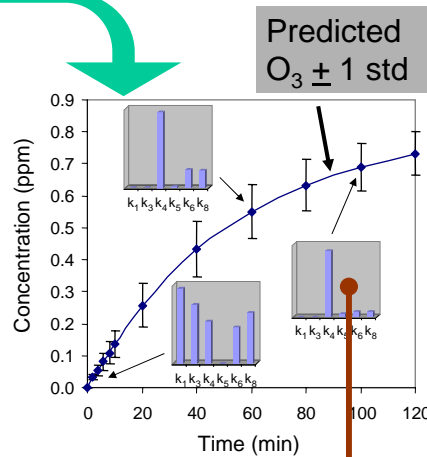 Predicted
O₃ ± 1 std
0.9
0.8
0.7
0.6
0.5
0.4
0.3
0.2
0.1
0.0
Concentration (ppm)
k₁ k₃ k₄ k₅ k₆ k₈
k₁ k₃ k₄ k₅ k₆ k₈
k₁ k₃ k₄ k₅ k₆ k₈
0 20 40 60 80 100 120
Time (min)